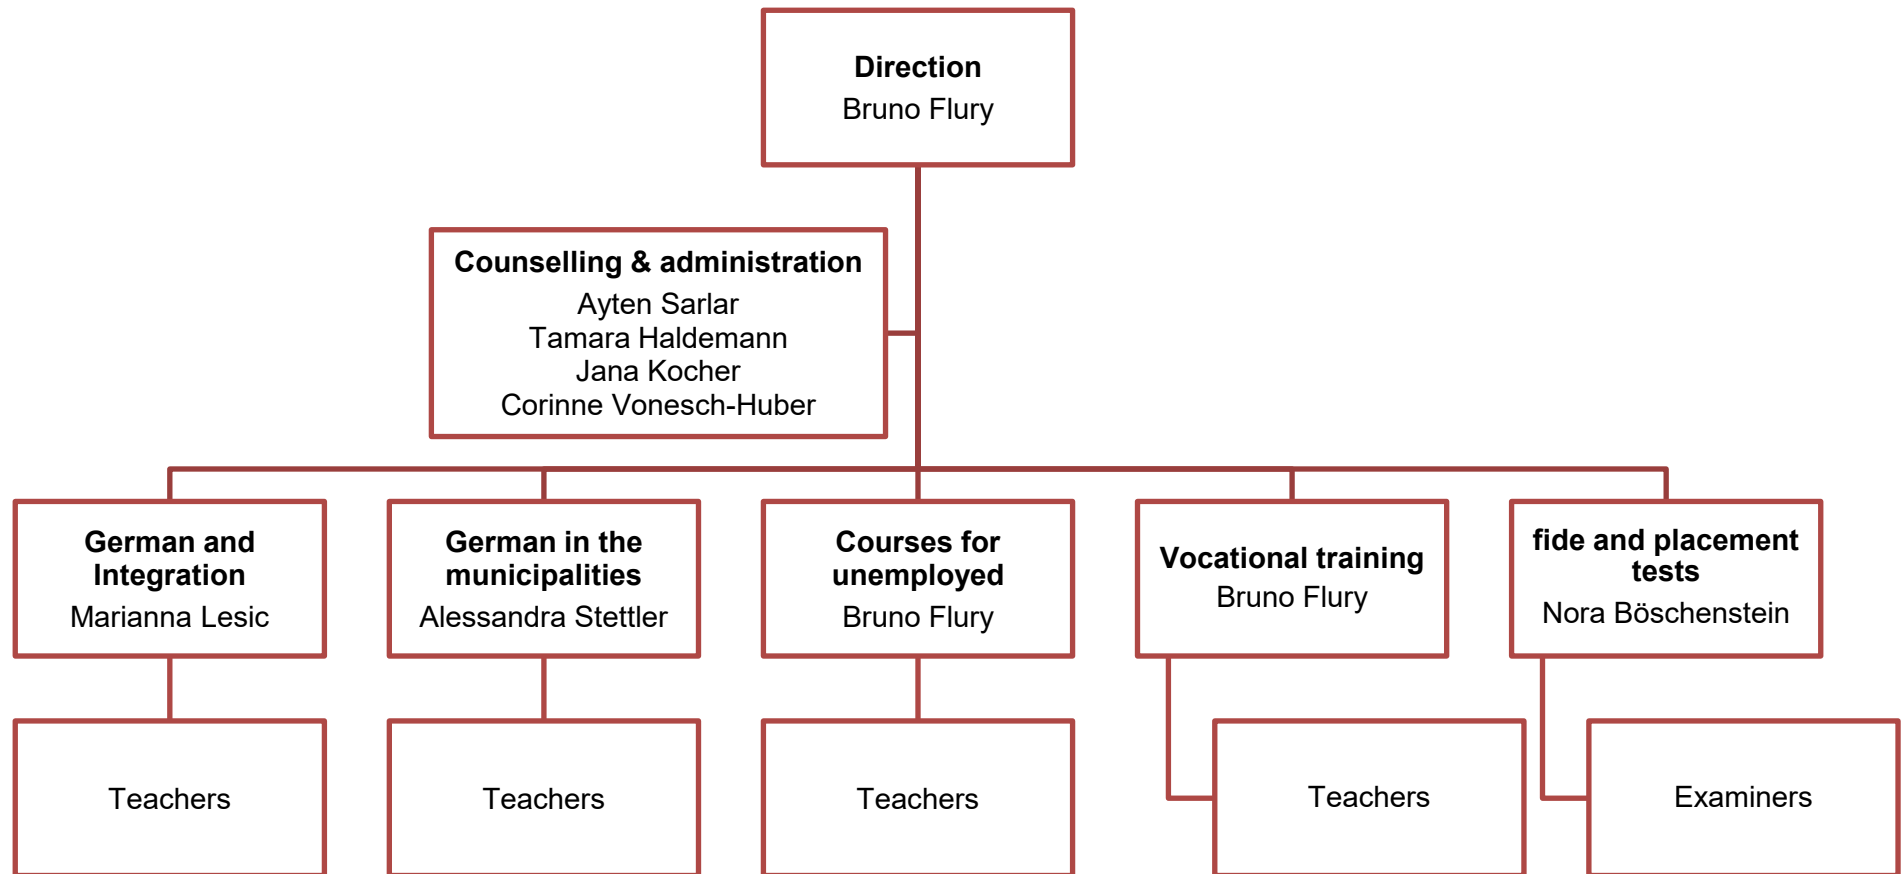 Direction
Bruno Flury
Counselling & administration
Ayten Sarlar
Tamara Haldemann
Jana Kocher
Corinne Vonesch-Huber
German and
Integration
Marianna Lesic
German in the
municipalities
Alessandra Stettler
Courses for
unemployed
Bruno Flury
Vocational training
Bruno Flury
fide and placement
tests
Nora Böschenstein
Teachers
Teachers
Teachers
Teachers
Examiners